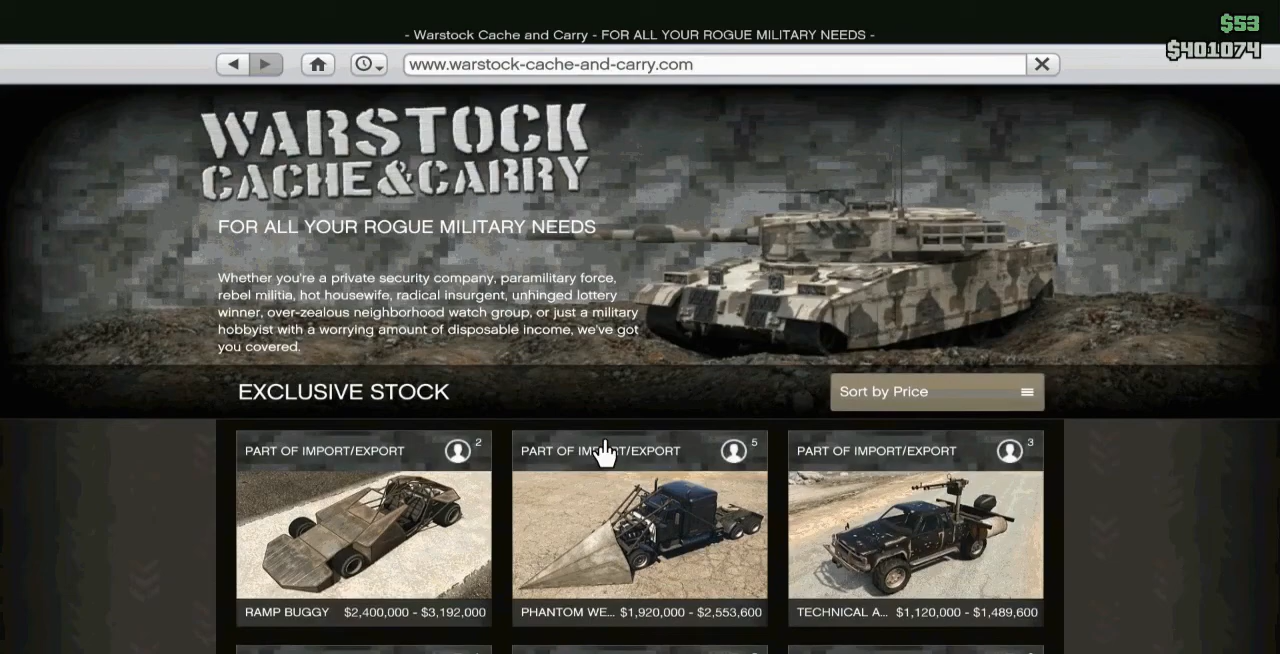 - Warstock Cache and Carry - FOR ALL YOUR ROGUE MILITARY NEEDS -
$53
$401074
www.warstock-cache-and-carry.com
WARSTOCK
CACHE&CARRY
FOR ALL YOUR ROGUE MILITARY NEEDS
Whether you're a private security company, paramilitary force,
rebel militia, hot housewife, radical insurgent, unhinged lottery
winner, over-zealous neighborhood watch group, or just a military
hobbyist with a worrying amount of disposable income, we've got
you covered.
EXCLUSIVE STOCK
Sort by Price
PART OF IMPORT/EXPORT 2
PART OF IMPORT/EXPORT 5
PART OF IMPORT/EXPORT 3
RAMP BUGGY $2,400,000 - $3,192,000
PHANTOM WE... $1,920,000 - $2,553,600
TECHNICAL A... $1,120,000 - $1,489,600